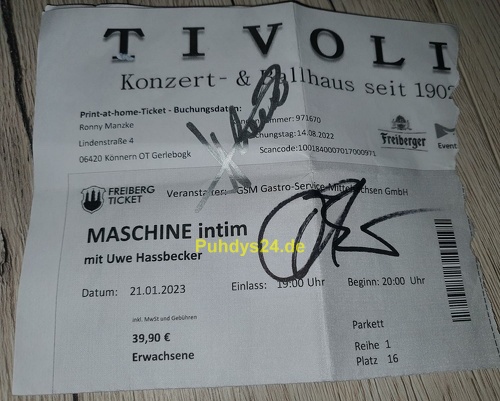 TIVOLI
Konzert- & Ballhaus seit 1902
Print-at-home-Ticket - Buchungsdaten:
Ronny Manzke
Lindenstraße 4
06420 Könnern OT Gerlebogk
nummer: 971670
chungstag: 14.08.2022
Scancode: 1001840007017000971
Freiberger
Event
FREIBERG
TICKET
Veranstalter: GSM Gastro-Service Mittelsachsen GmbH
MASCHINE intim
Puhdys24.de
mit Uwe Hassbecker
Datum: 21.01.2023 Einlass: 19:00 Uhr Beginn: 20:00 Uhr
inkl. MwSt und Gebühren
39,90 €
Erwachsene
Parkett
Reihe 1
Platz 16